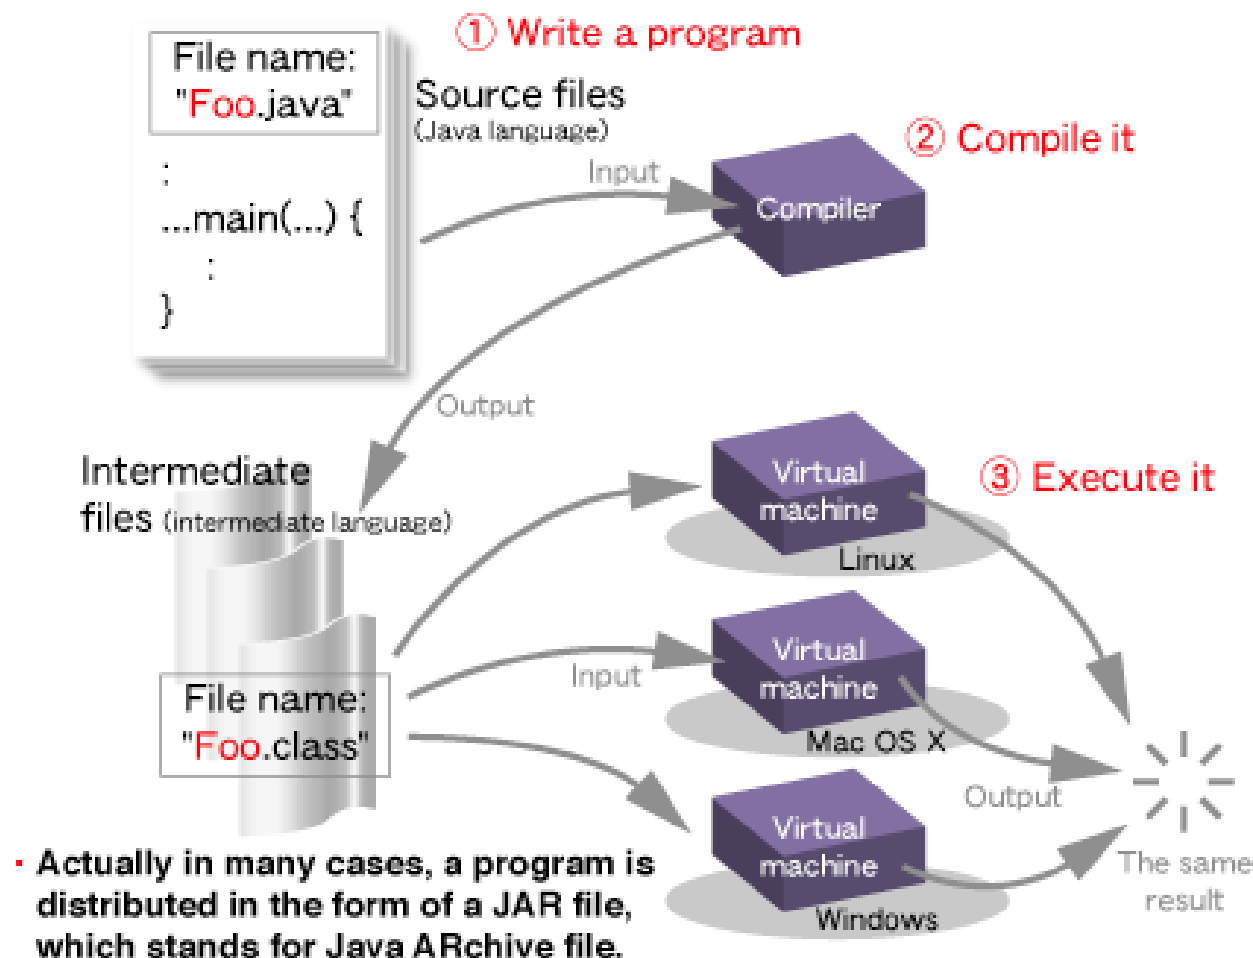 ① Write a program
File name:
"Foo.java"
Source files
(Java language)
:
...main(...) {
:
}
Input
② Compile it
Compiler
Output
Intermediate
files (intermediate language)
File name:
"Foo.class"
③ Execute it
Virtual
machine
Linux
Input
Virtual
machine
Mac OS X
Virtual
machine
Windows
Output
The same
result
· Actually in many cases, a program is
distributed in the form of a JAR file,
which stands for Java ARchive file.